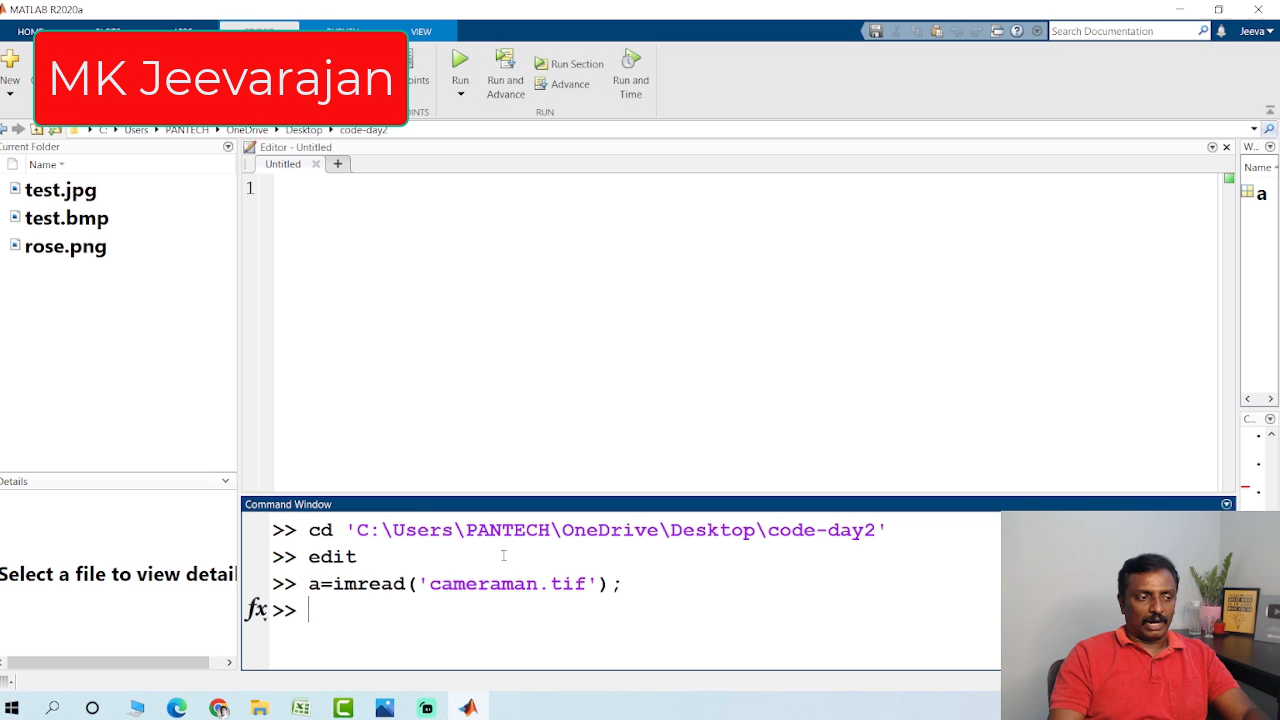 MATLAB R2020a
VIEW
Search Documentation
Jeeva
MK Jeevarajan
New
Run
Run and
Advance
Run Section
Advance
Run and
Time
RUN
C: Users PANTECH OneDrive Desktop code-day2
Current Folder
Name
test.jpg
test.bmp
rose.png
Details
Select a file to view detail
Editor - Untitled
Untitled
1
W...
Name
a
C...
Command Window
>> cd 'C:\Users\PANTECH\OneDrive\Desktop\code-day2'
>> edit
>> a=imread('cameraman.tif');
fx >>